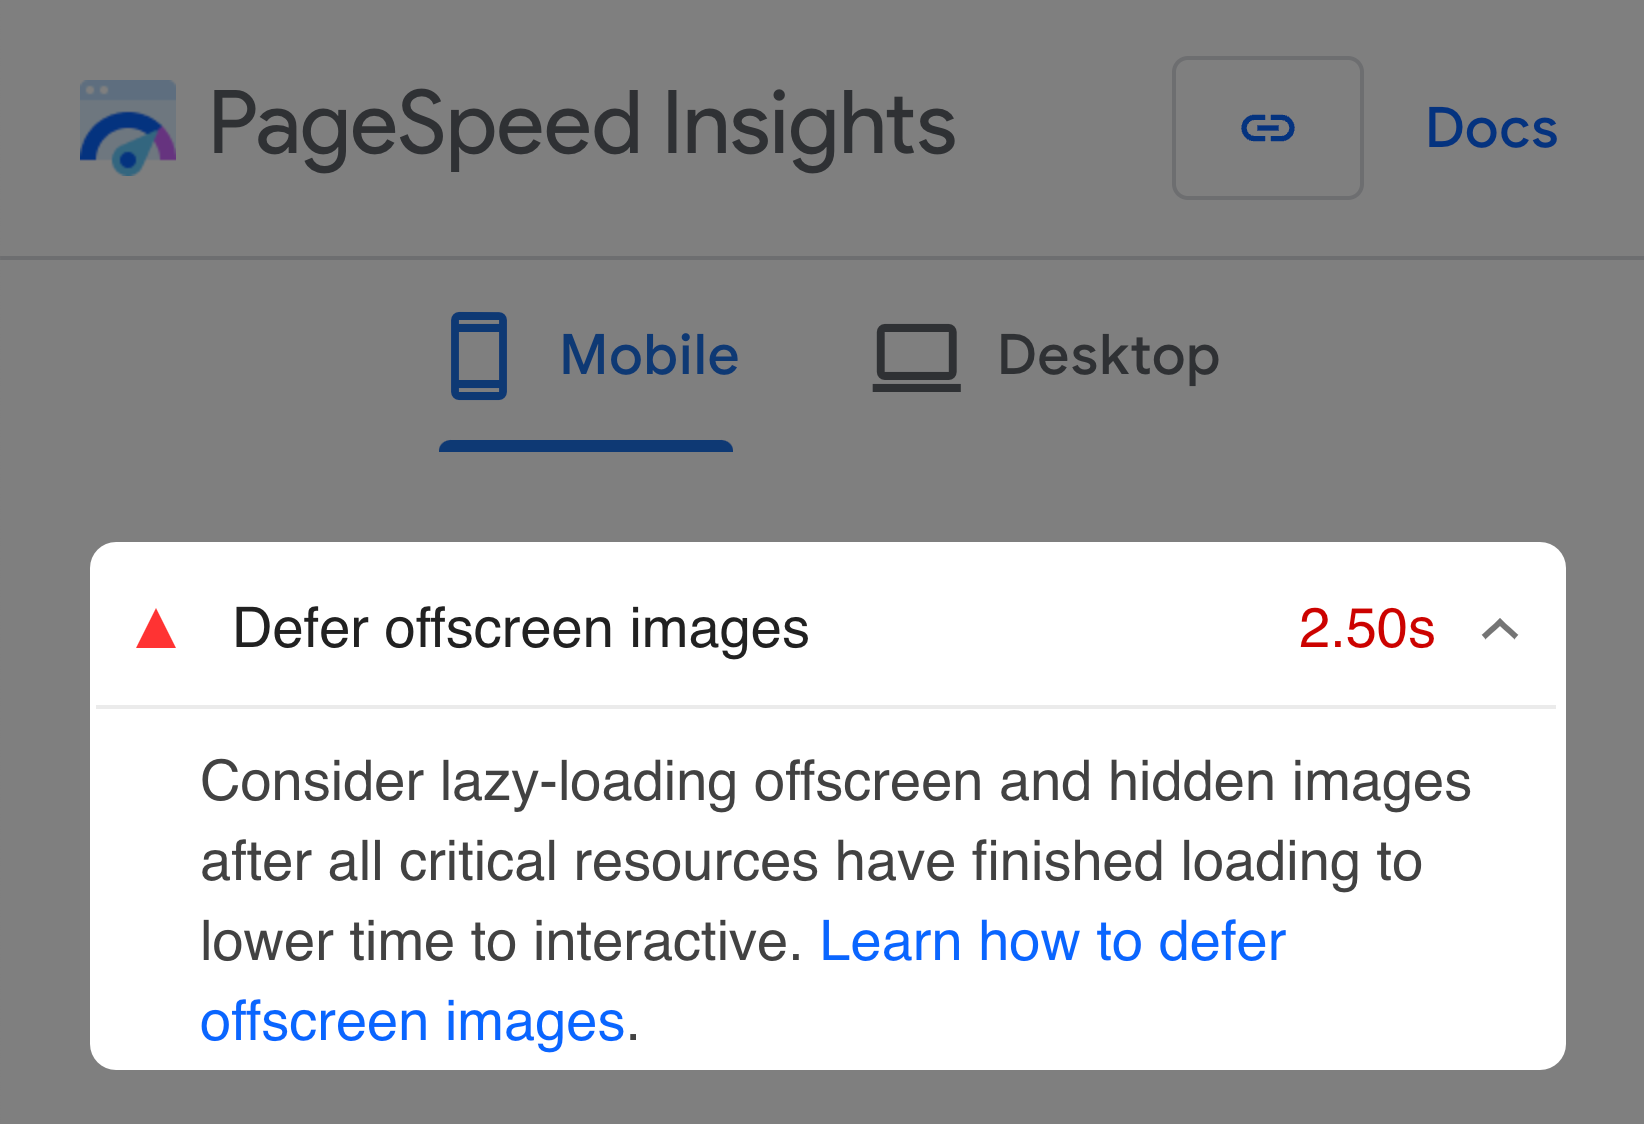 PageSpeed Insights
Docs
Mobile
Desktop
Defer offscreen images
2.50s
Consider lazy-loading offscreen and hidden images
after all critical resources have finished loading to
lower time to interactive. Learn how to defer
offscreen images.